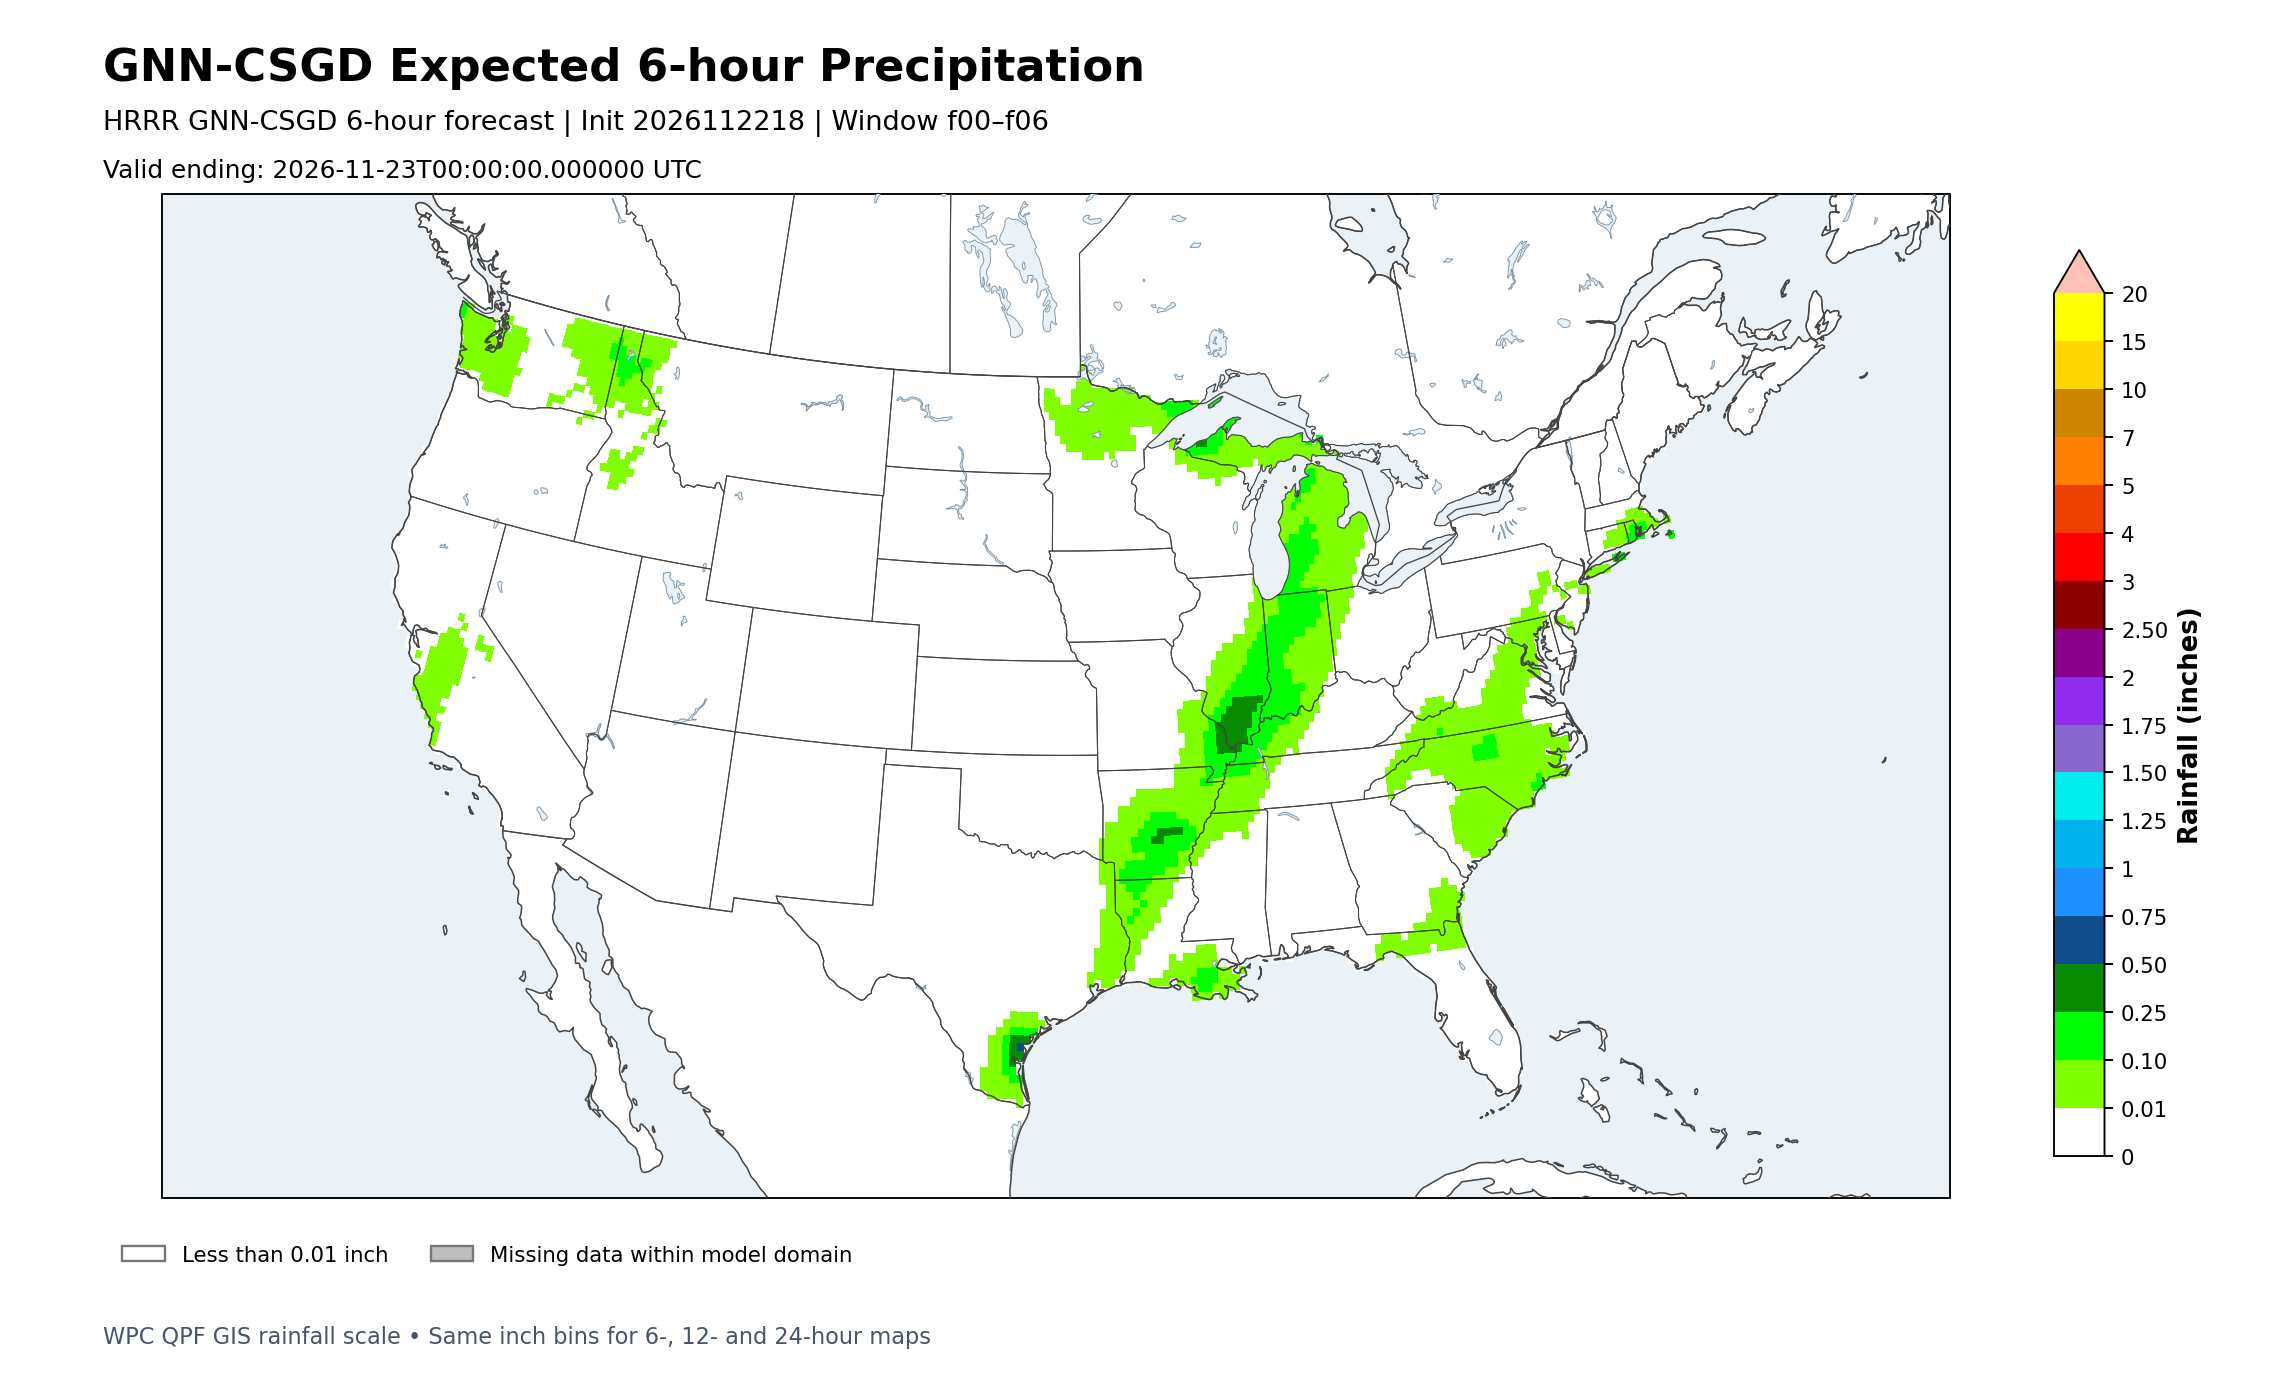 GNN-CSGD Expected 6-hour Precipitation
HRRR GNN-CSGD 6-hour forecast | Init 2026112218 | Window f00–f06
Valid ending: 2026-11-23T00:00:00.000000 UTC
20
15
10
7
5
4
3
2.50
2
1.75
1.50
1.25
1
0.75
0.50
0.25
0.10
0.01
0
Rainfall (inches)
Less than 0.01 inch
Missing data within model domain
WPC QPF GIS rainfall scale • Same inch bins for 6-, 12- and 24-hour maps